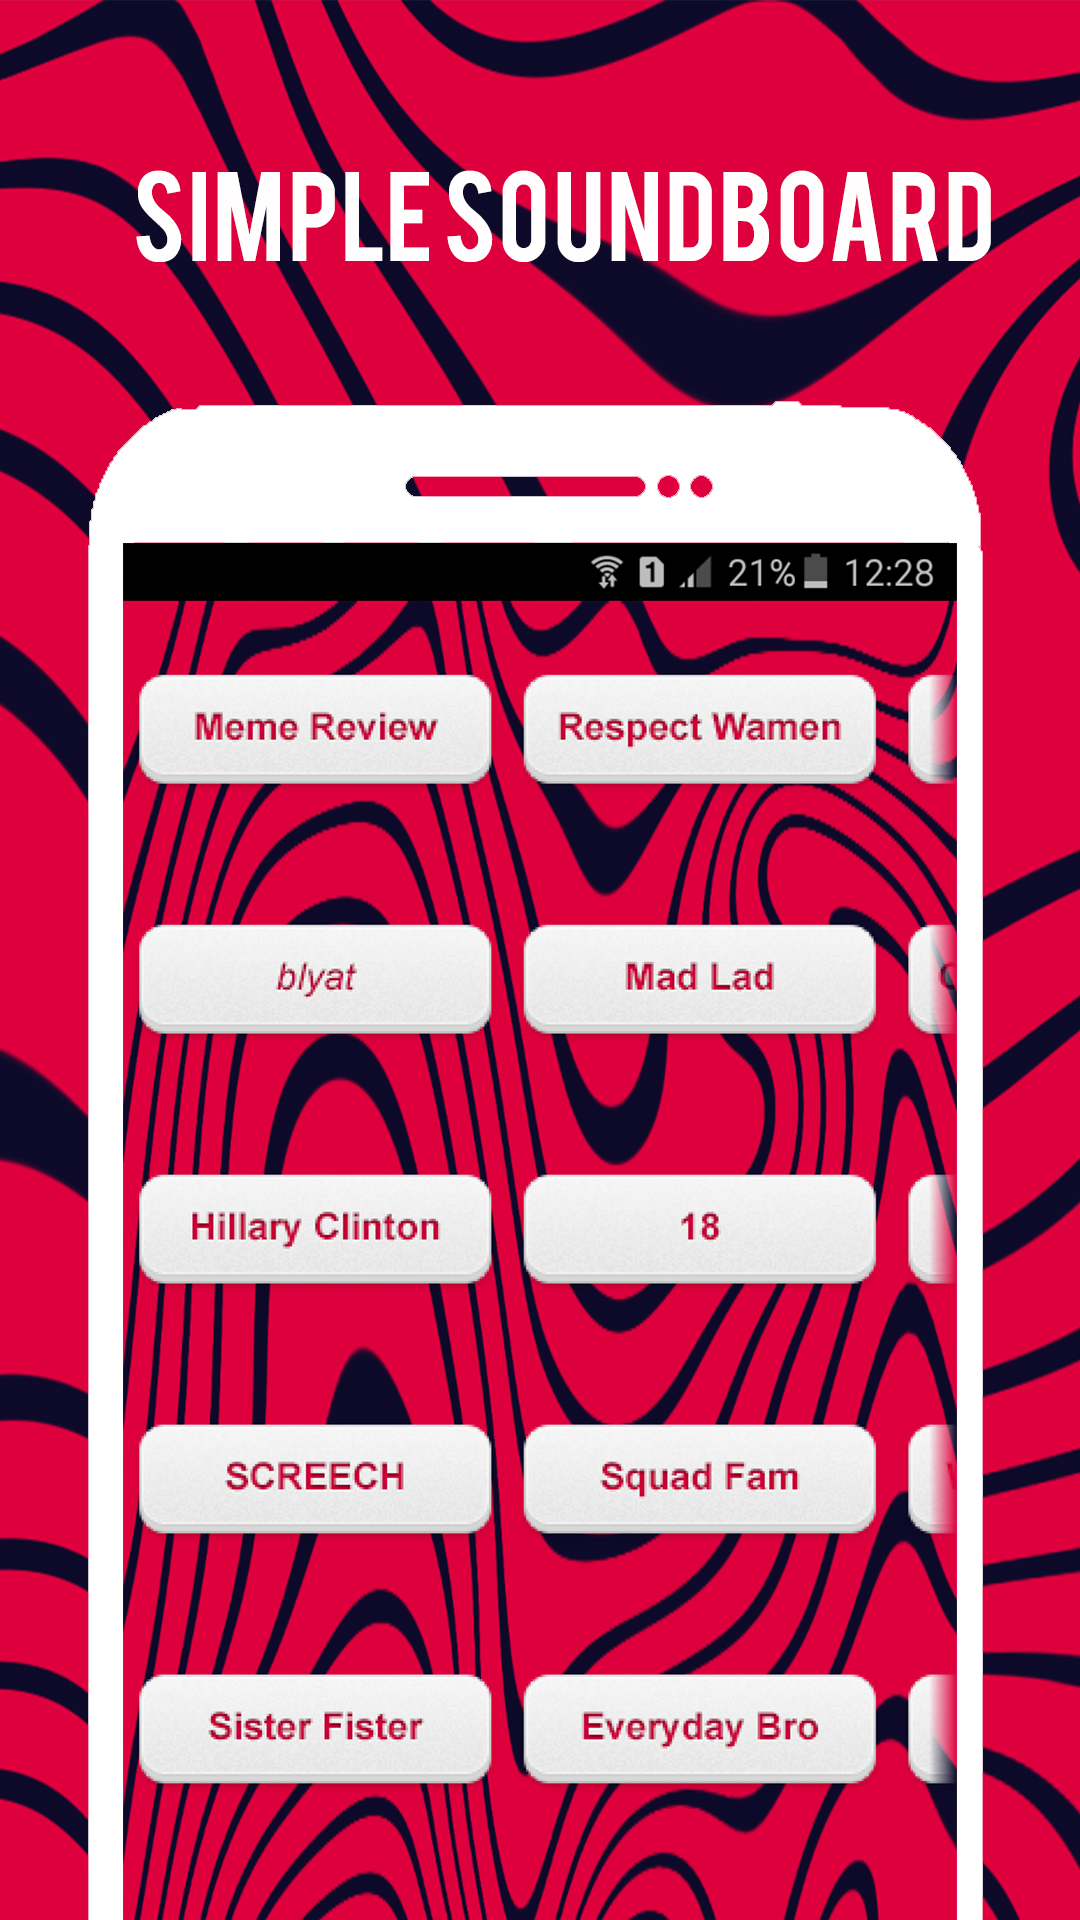 SIMPLE SOUNDBOARD
1 21% 12:28
Meme Review Respect Wamen
blyat Mad Lad
Hillary Clinton 18
SCREECH Squad Fam
Sister Fister Everyday Bro